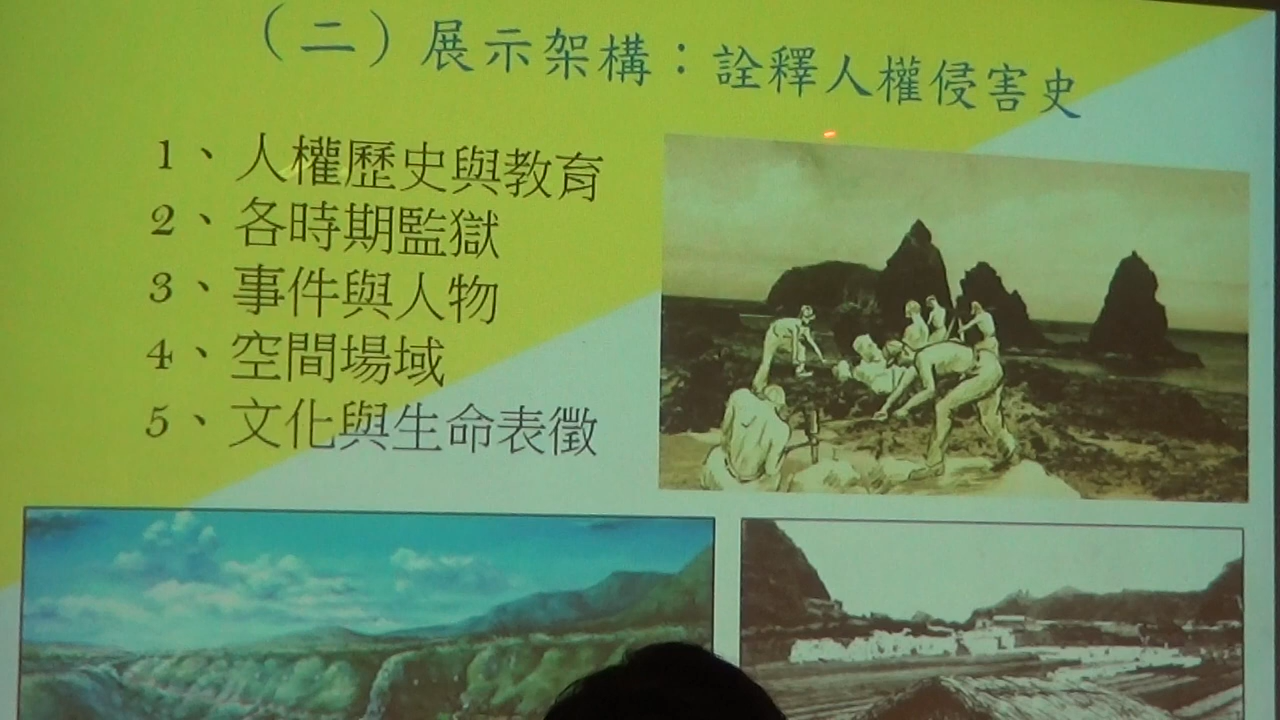 （二）展示架構：詮釋人權侵害史
1、人權歷史與教育
2、各時期監獄
3、事件與人物
4、空間場域
5、文化與生命表徵